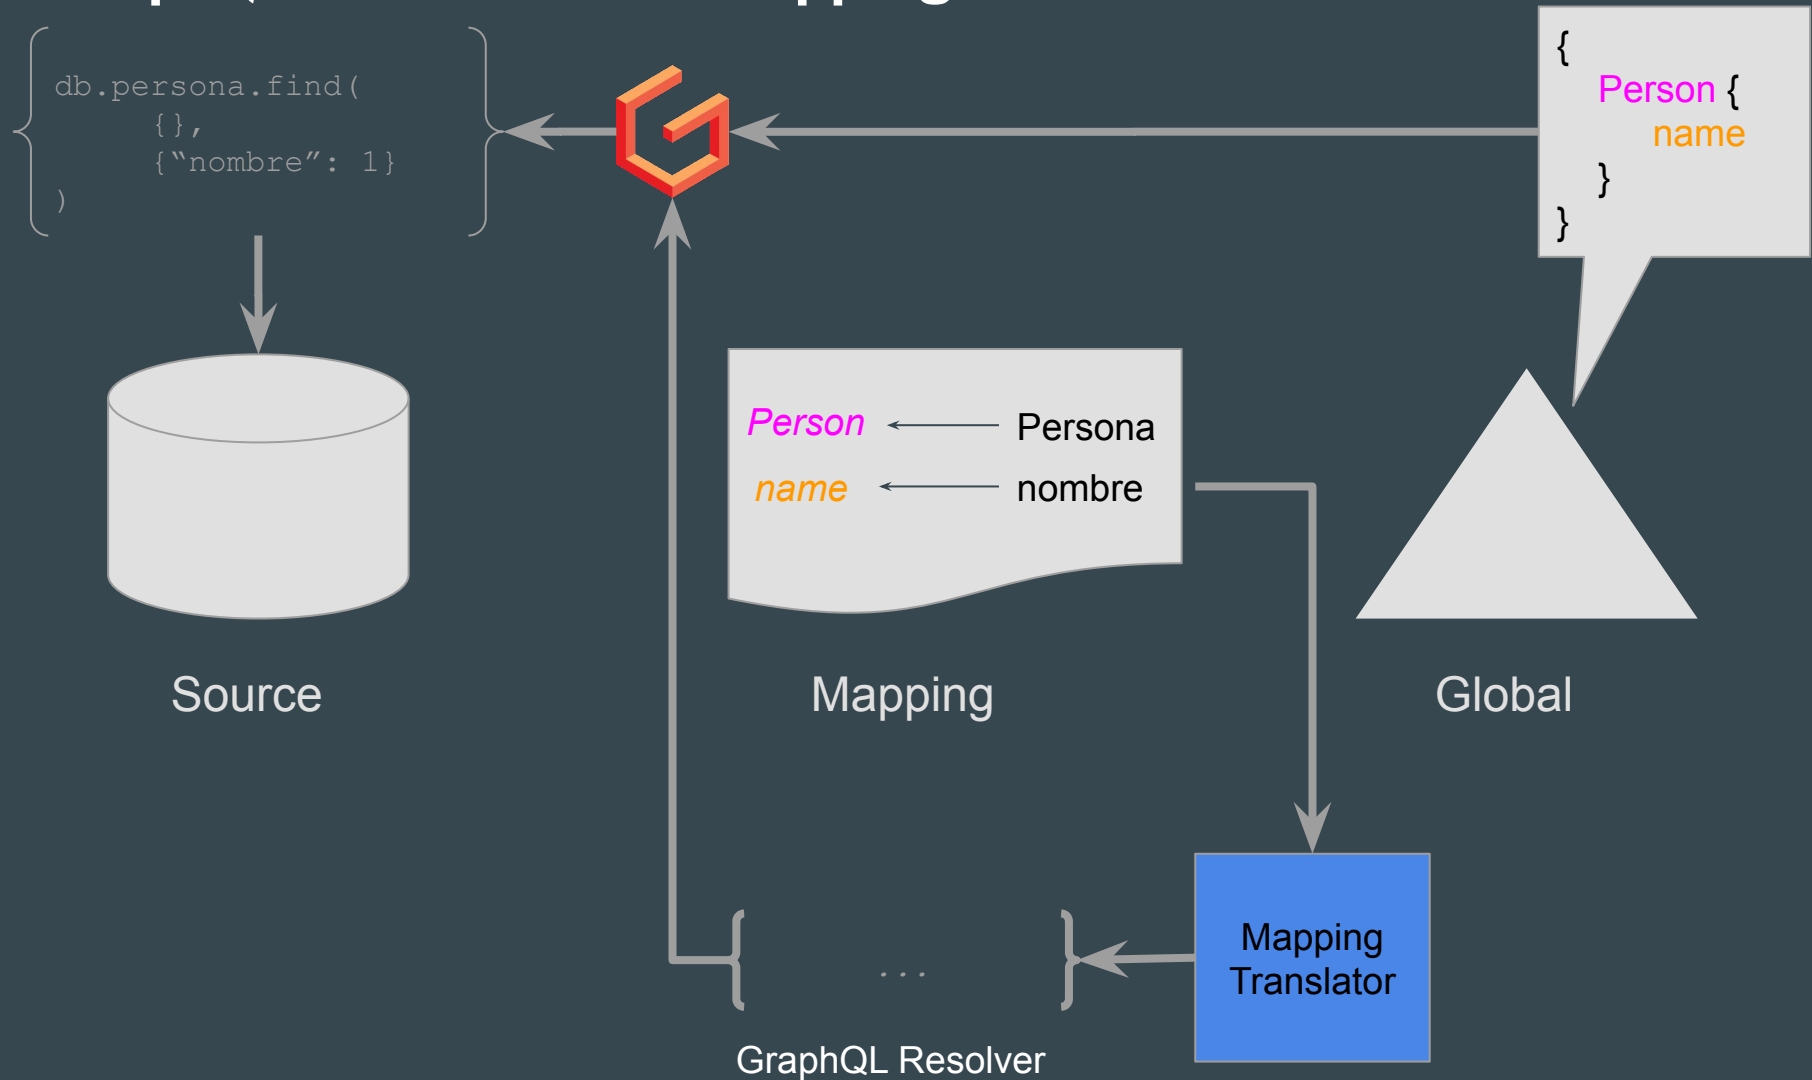 db.persona.find(
{},
{“nombre”: 1}
)
{
Person {
name
}
}
Person Persona
name nombre
Source
Mapping
Global
Mapping
Translator
...
GraphQL Resolver